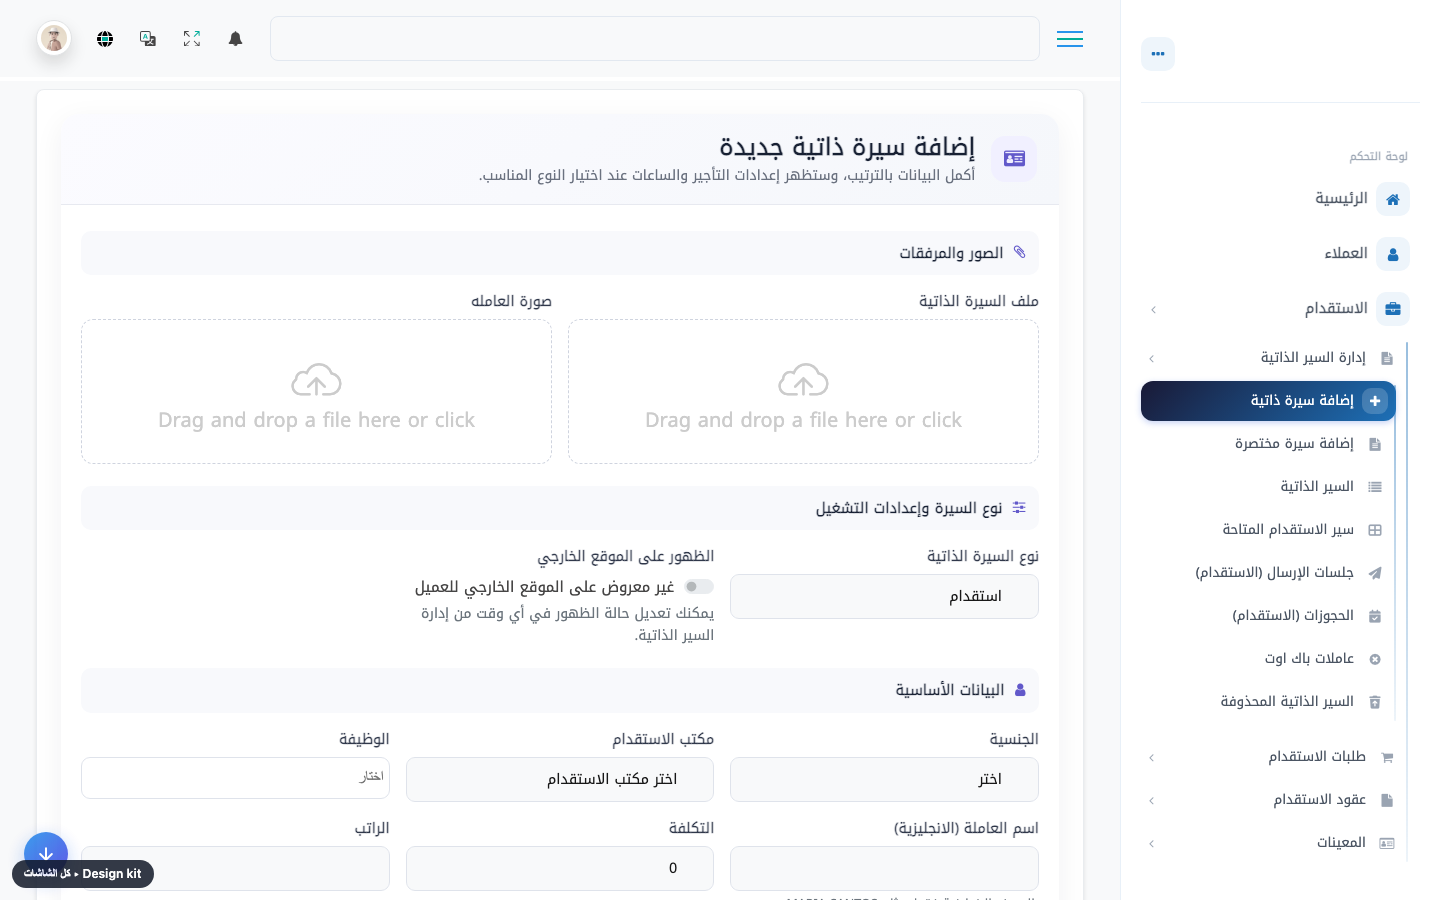 لوحة التحكم
الرئيسية
العملاء
الاستقدام
إدارة السير الذاتية
إضافة سيرة ذاتية
إضافة سيرة مختصرة
السير الذاتية
سير الاستقدام المتاحة
جلسات الإرسال (الاستقدام)
الحجوزات (الاستقدام)
عاملات باك اوت
السير الذاتية المحذوفة
طلبات الاستقدام
عقود الاستقدام
المعينات
إضافة سيرة ذاتية جديدة
أكمل البيانات بالترتيب، وستظهر إعدادات التأجير والساعات عند اختيار النوع المناسب.
الصور والمرفقات
ملف السيرة الذاتية
صورة العامله
Drag and drop a file here or click
Drag and drop a file here or click
نوع السيرة وإعدادات التشغيل
نوع السيرة الذاتية
الظهور على الموقع الخارجي
استقدام
غير معروض على الموقع الخارجي للعميل
يمكنك تعديل حالة الظهور في أي وقت من إدارة
السير الذاتية.
البيانات الأساسية
الجنسية
مكتب الاستقدام
الوظيفة
اختر
اختر مكتب الاستقدام
اختار
اسم العاملة (الانجليزية)
التكلفة
الراتب
0
Design kit ▸ كل الشاشات